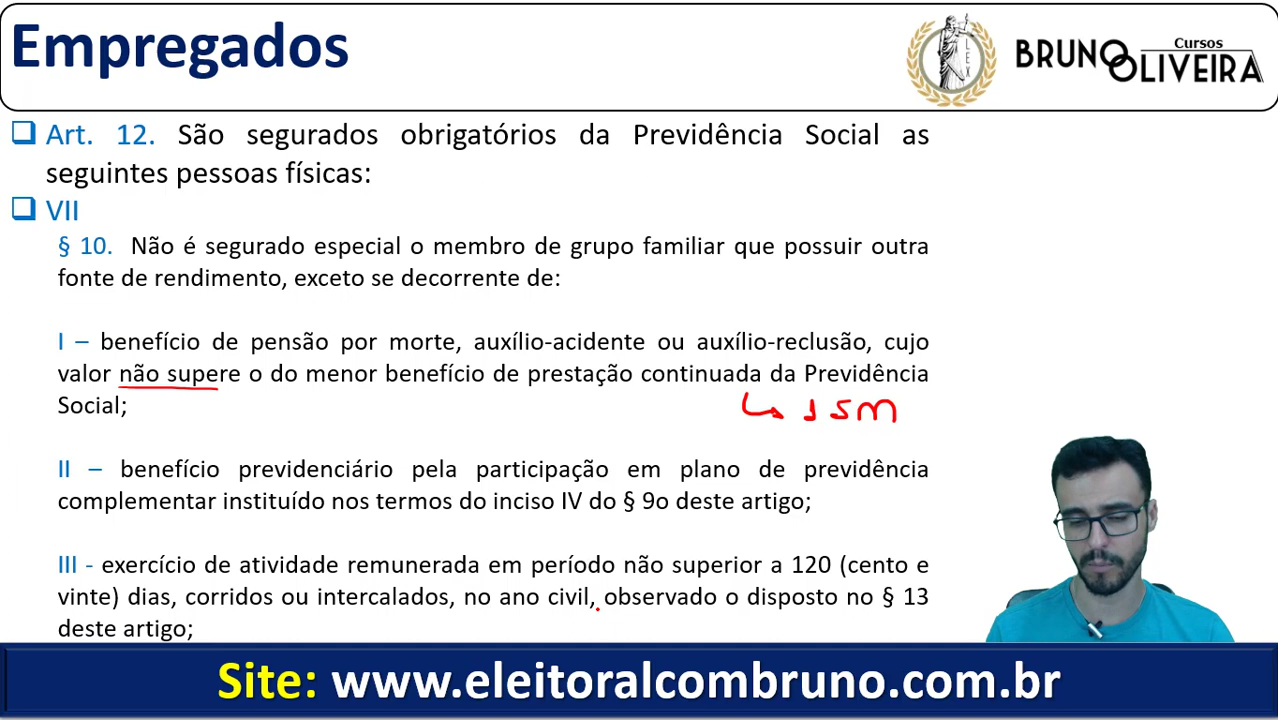 Empregados
Cursos
BRUNO OLIVEIRA
LEX
Art. 12. São segurados obrigatórios da Previdência Social as
seguintes pessoas físicas:
VII
§ 10. Não é segurado especial o membro de grupo familiar que possuir outra
fonte de rendimento, exceto se decorrente de:
I – benefício de pensão por morte, auxílio-acidente ou auxílio-reclusão, cujo
valor não supere o do menor benefício de prestação continuada da Previdência
Social;
1 SM
II – benefício previdenciário pela participação em plano de previdência
complementar instituído nos termos do inciso IV do § 9o deste artigo;
III - exercício de atividade remunerada em período não superior a 120 (cento e
vinte) dias, corridos ou intercalados, no ano civil, observado o disposto no § 13
deste artigo;
Site: www.eleitoralcombruno.com.br